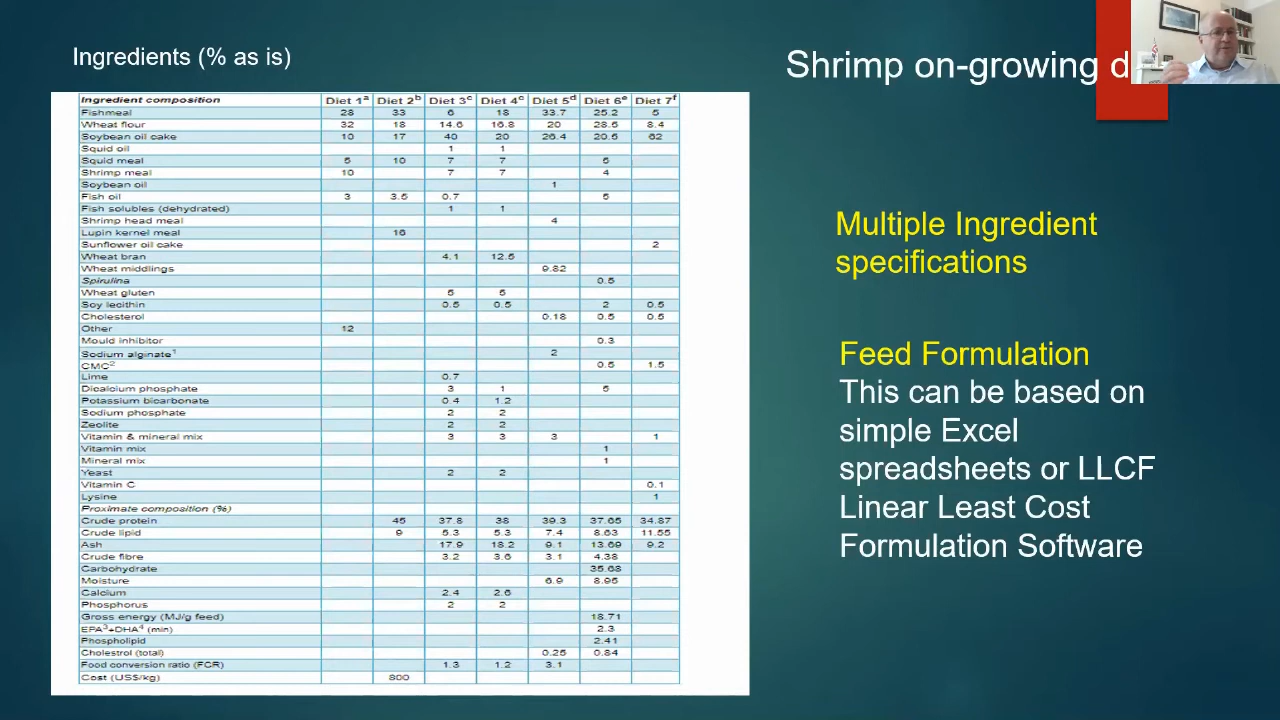 Ingredients (% as is)
Shrimp on-growing d
Ingredient composition Diet 1a Diet 2b Diet 3c Diet 4c Diet 5d Diet 6e Diet 7f
Fishmeal 28 33 6 18 33.7 25.2 5
Wheat flour 32 18 14.6 16.8 20 28.6 8.4
Soybean oil cake 10 17 40 20 26.4 20.5 62
Squid oil 1 1
Squid meal 5 10 7 7 5
Shrimp meal 10 7 7 4
Soybean oil 1
Fish oil 3 3.5 0.7 5
Fish solubles (dehydrated) 1 1
Shrimp head meal 4
Lupin kernel meal 16
Sunflower oil cake 2
Wheat bran 4.1 12.5
Wheat middlings 9.82
Spirulina 0.5
Wheat gluten 5 5
Soy lecithin 0.5 0.5 2 0.5
Cholesterol 0.18 0.5 0.5
Other 12
Mould inhibitor 0.3
Sodium alginate1 2
CMC2 0.5 1.5
Lime 0.7
Dicalcium phosphate 3 1 5
Potassium bicarbonate 0.4 1.2
Sodium phosphate 2 2
Zeolite 2 2
Vitamin & mineral mix 3 3 3 1
Vitamin mix 1
Mineral mix 1
Yeast 2 2
Vitamin C 0.1
Lysine 1
Proximate composition (%)
Crude protein 45 37.8 38 39.3 37.65 34.87
Crude lipid 9 5.3 5.3 7.4 8.63 11.55
Ash 17.9 18.2 9.1 13.69 9.2
Crude fibre 3.2 3.6 3.1 4.38
Carbohydrate 35.68
Moisture 6.9 8.95
Calcium 2.4 2.6
Phosphorus 2 2
Gross energy (MJ/g feed) 18.71
EPA3+DHA4 (min) 2.3
Phospholipid 2.41
Cholestrol (total) 0.25 0.84
Food conversion ratio (FCR) 1.3 1.2 3.1
Cost (US$/kg) 800
Multiple Ingredient
specifications
Feed Formulation
This can be based on
simple Excel
spreadsheets or LLCF
Linear Least Cost
Formulation Software